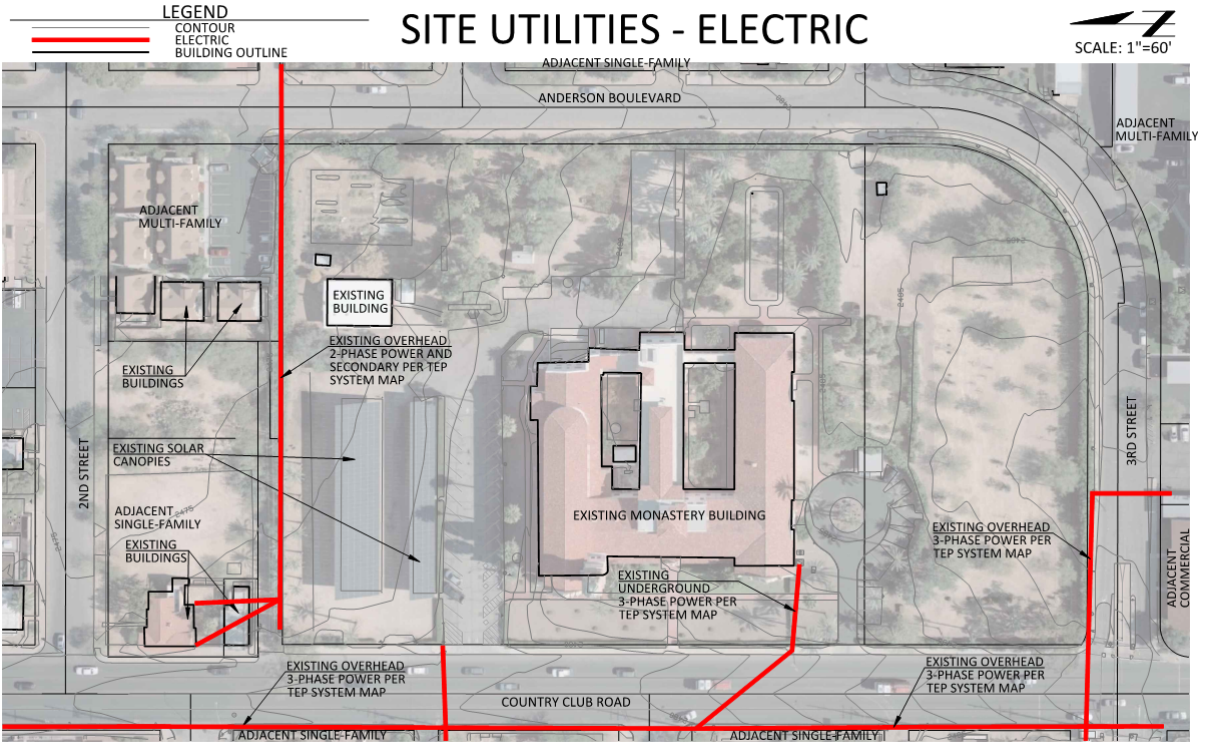 LEGEND
CONTOUR
ELECTRIC
BUILDING OUTLINE
SITE UTILITIES - ELECTRIC
SCALE: 1"=60'
ADJACENT SINGLE-FAMILY
ANDERSON BOULEVARD
ADJACENT
MULTI-FAMILY
ADJACENT
MULTI-FAMILY
EXISTING
BUILDING
EXISTING OVERHEAD
2-PHASE POWER AND
SECONDARY PER TEP
SYSTEM MAP
EXISTING
BUILDINGS
2ND STREET
EXISTING SOLAR
CANOPIES
ADJACENT
SINGLE-FAMILY
2475
EXISTING
BUILDINGS
EXISTING MONASTERY BUILDING
EXISTING
UNDERGROUND
3-PHASE POWER PER
TEP SYSTEM MAP
2485
3RD STREET
EXISTING OVERHEAD
3-PHASE POWER PER
TEP SYSTEM MAP
ADJACENT
COMMERCIAL
EXISTING OVERHEAD
3-PHASE POWER PER
TEP SYSTEM MAP
EXISTING OVERHEAD
3-PHASE POWER PER
TEP SYSTEM MAP
COUNTRY CLUB ROAD
ADJACENT SINGLE-FAMILY
ADJACENT SINGLE-FAMILY